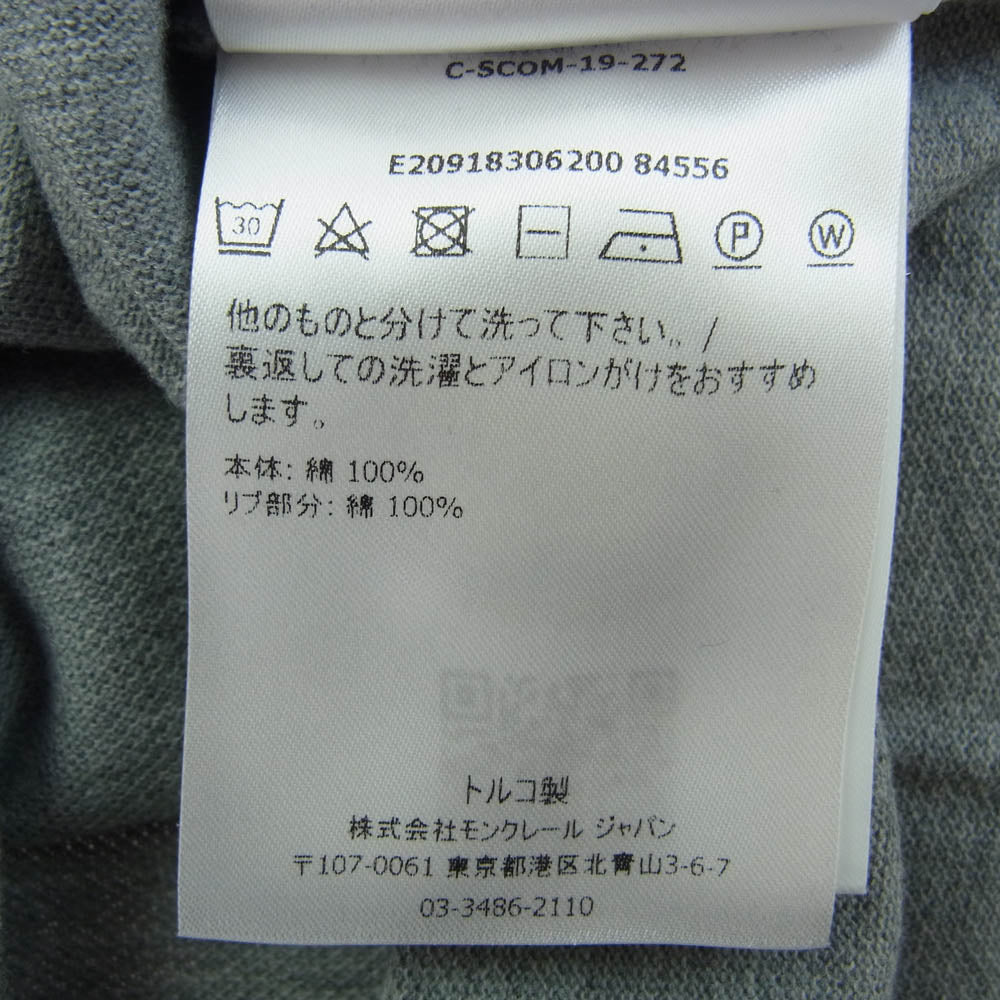 C-SCOM-19-272
E20918306200 84556
30 P W
他のものと分けて洗って下さい。/
裏返しての洗濯とアイロンがけをおすすめ
します。
本体: 綿 100%
リブ部分: 綿 100%
トルコ製
株式会社モンクレール ジャパン
〒107-0061 東京都港区北青山3-6-7
03-3486-2110